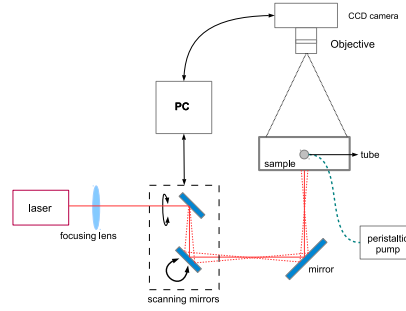 CCD camera
Objective
PC
tube
sample
laser
focusing lens
peristaltic
pump
mirror
scanning mirrors